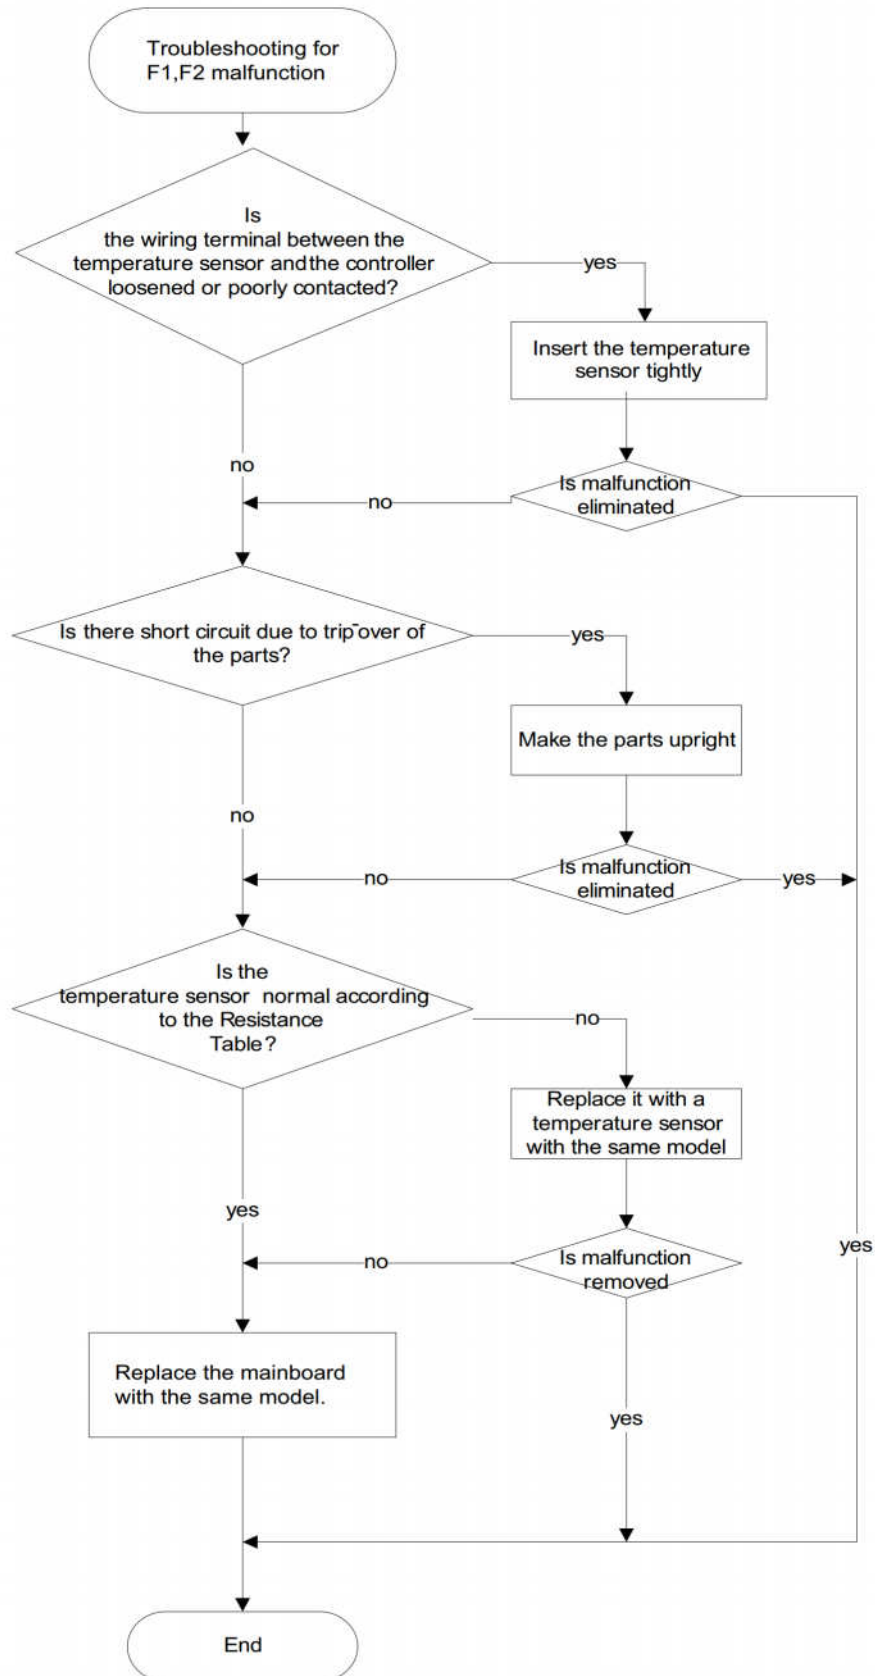 Troubleshooting for
F1,F2 malfunction
Is
the wiring terminal between the
temperature sensor and the controller
loosened or poorly contacted?
yes
Insert the temperature
sensor tightly
no
Is malfunction
eliminated
no
Is there short circuit due to trip-over of
the parts?
yes
Make the parts upright
no
Is malfunction
eliminated
no
yes
Is the
temperature sensor normal according
to the Resistance
Table?
no
Replace it with a
temperature sensor
with the same model
yes
yes
Is malfunction
removed
no
Replace the mainboard
with the same model.
yes
End